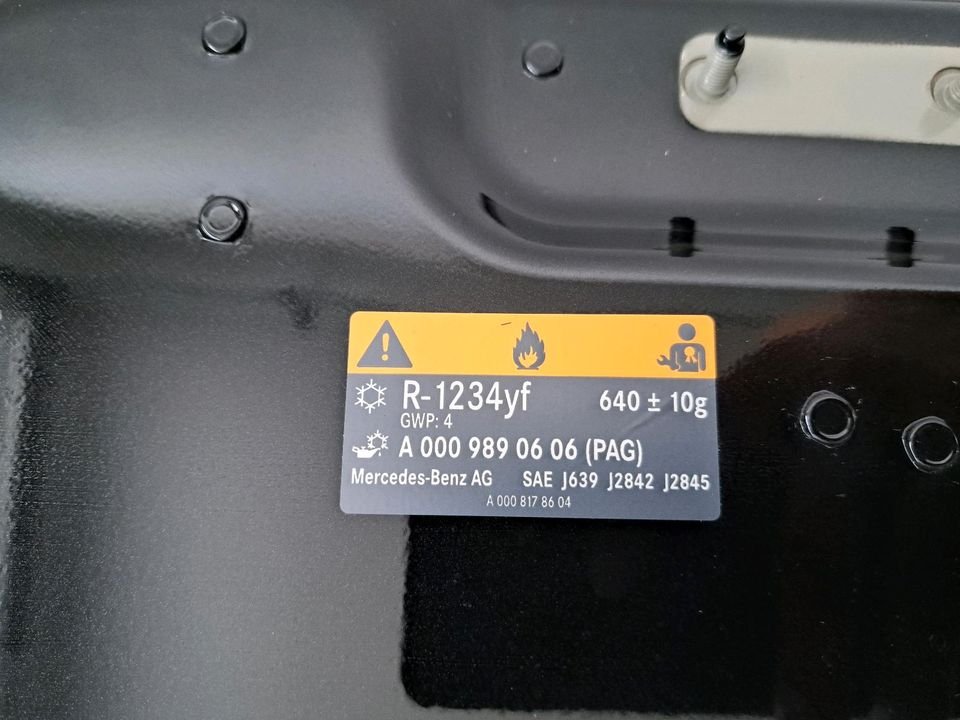 R-1234yf 640 ± 10g
GWP: 4
A 000 989 06 06 (PAG)
Mercedes-Benz AG SAE J639 J2842 J2845
A 000 817 86 04